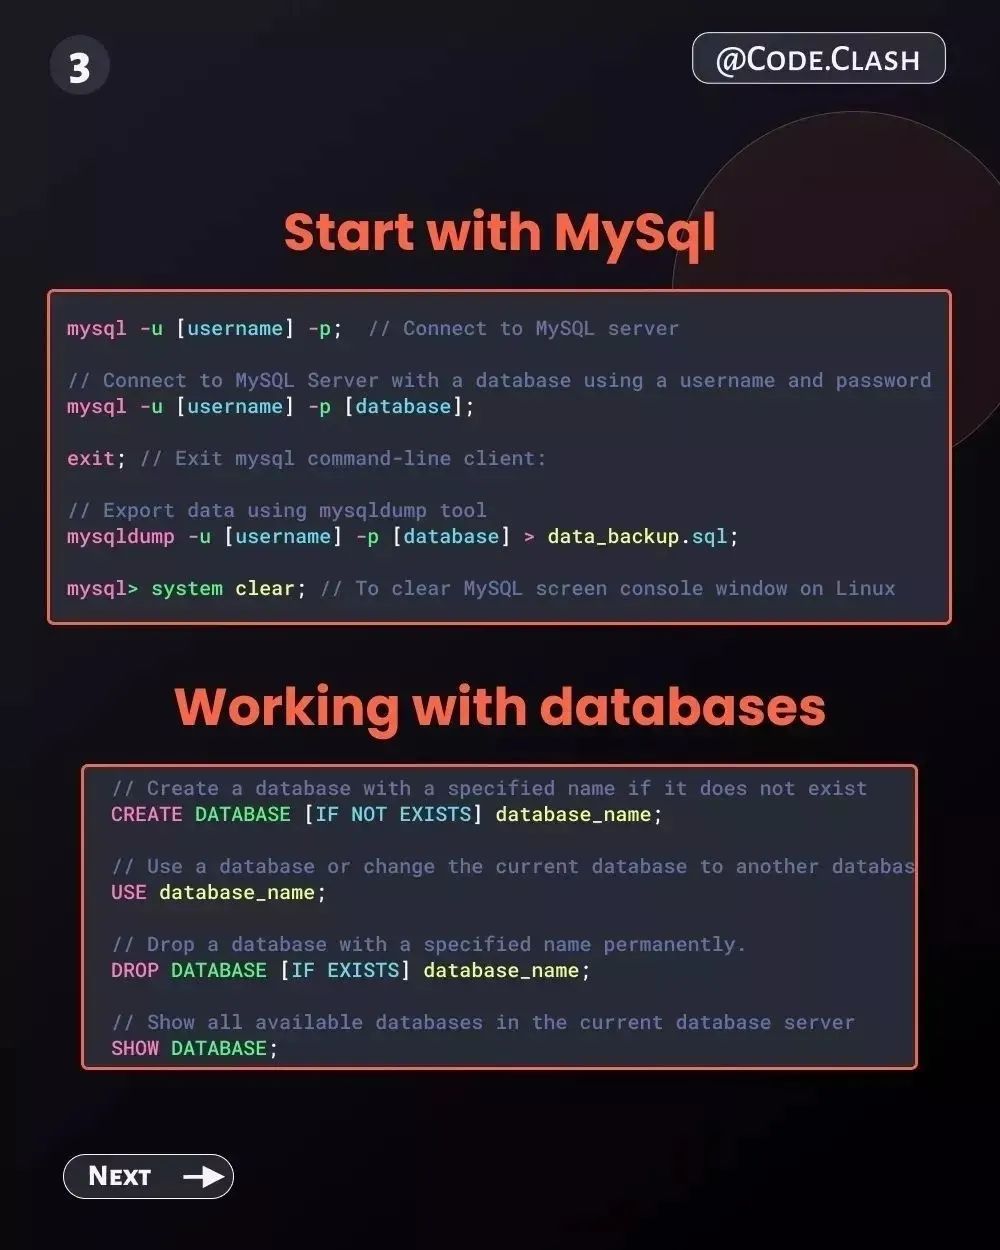 3
@CODE.CLASH
Start with MySql
mysql -u [username] -p;  // Connect to MySQL server
// Connect to MySQL Server with a database using a username and password
mysql -u [username] -p [database];
exit; // Exit mysql command-line client:
// Export data using mysqldump tool
mysqldump -u [username] -p [database] > data_backup.sql;
mysql> system clear; // To clear MySQL screen console window on Linux
Working with databases
// Create a database with a specified name if it does not exist
CREATE DATABASE [IF NOT EXISTS] database_name;
// Use a database or change the current database to another databas
USE database_name;
// Drop a database with a specified name permanently.
DROP DATABASE [IF EXISTS] database_name;
// Show all available databases in the current database server
SHOW DATABASE;
NEXT